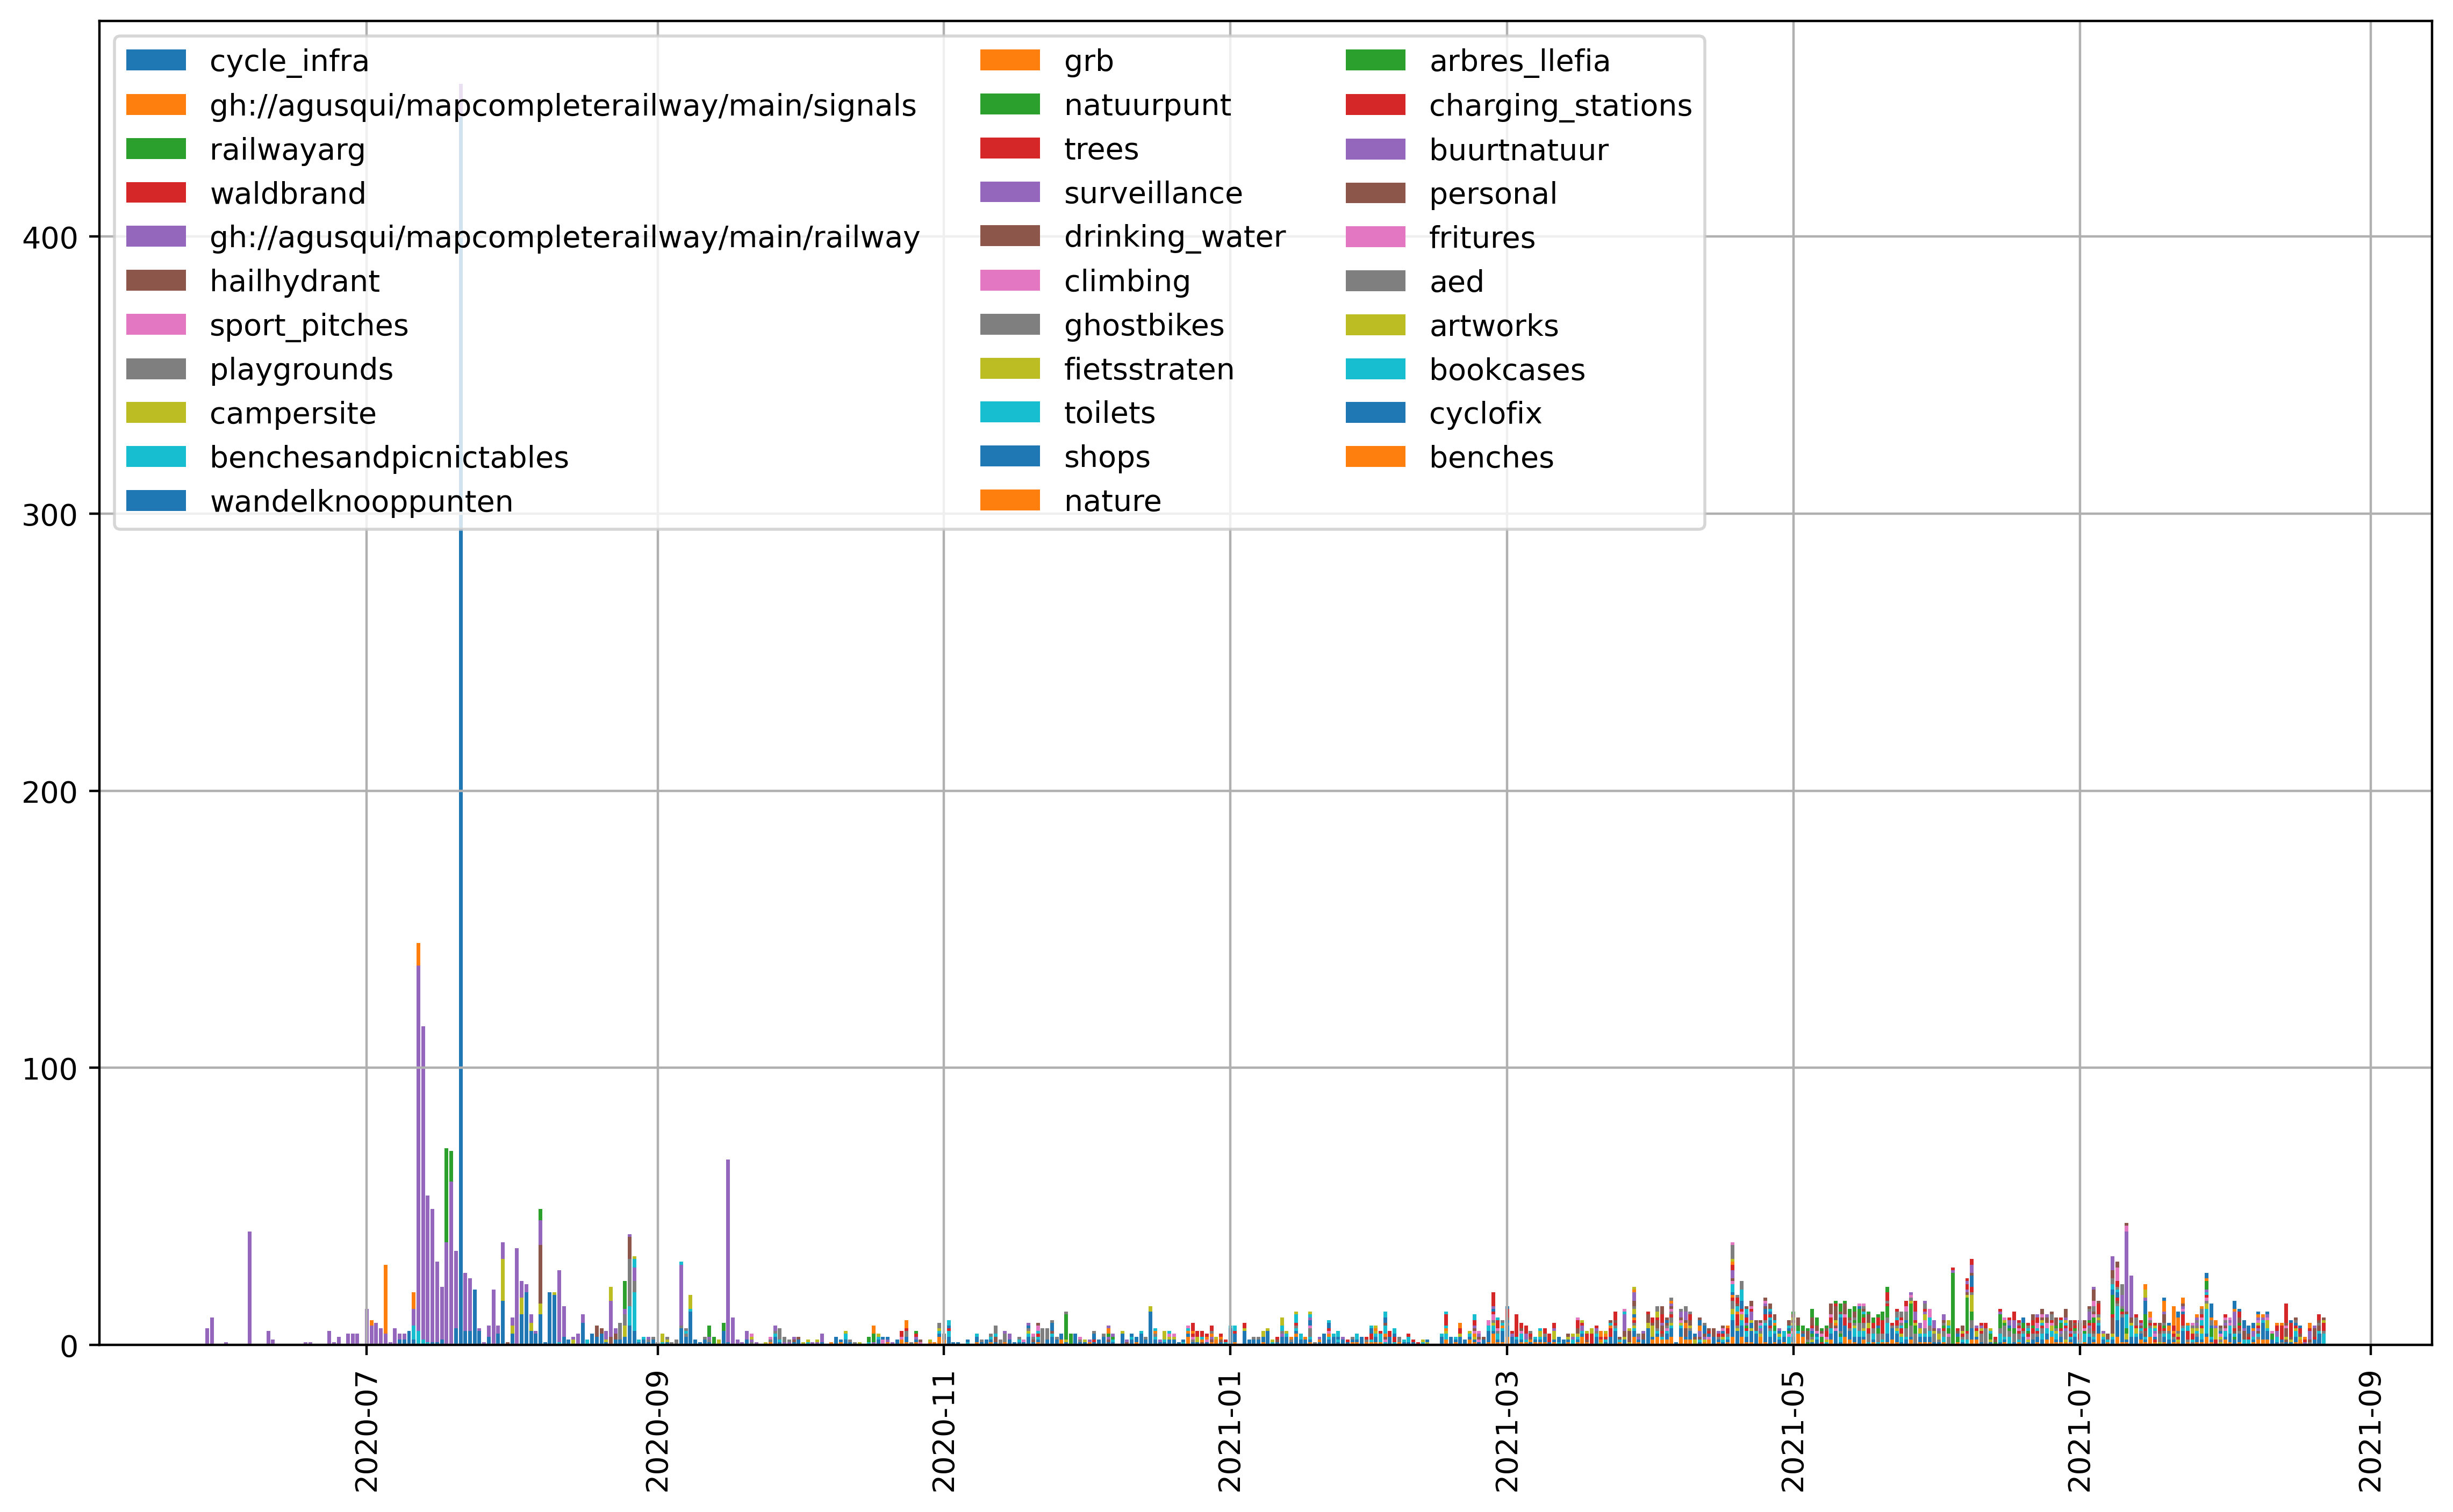 cycle_infra
gh://agusqui/mapcompleterailway/main/signals
railwayarg
waldbrand
gh://agusqui/mapcompleterailway/main/railway
hailhydrant
sport_pitches
playgrounds
campersite
benchesandpicnictables
wandelknooppunten
grb
natuurpunt
trees
surveillance
drinking_water
climbing
ghostbikes
fietsstraten
toilets
shops
nature
arbres_llefia
charging_stations
buurtnatuur
personal
fritures
aed
artworks
bookcases
cyclofix
benches
400
300
200
100
0
2020-07
2020-09
2020-11
2021-01
2021-03
2021-05
2021-07
2021-09